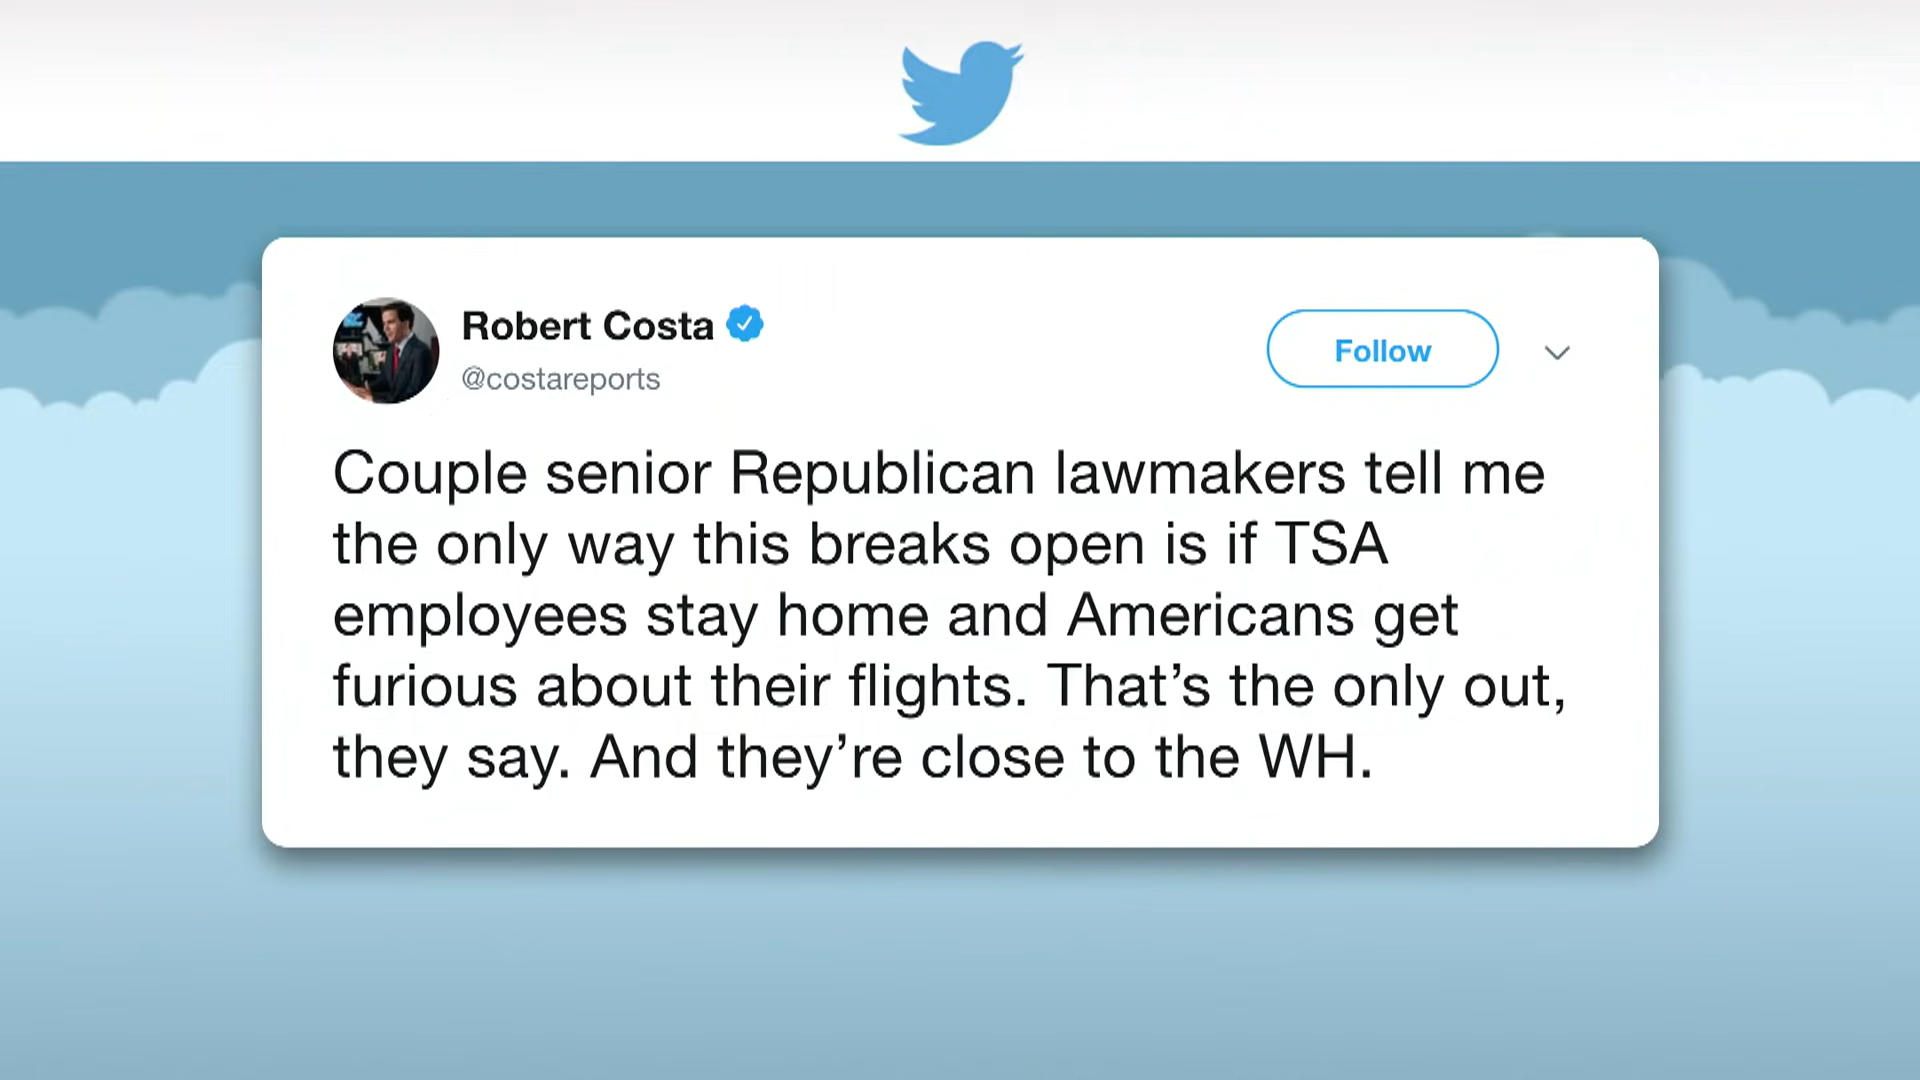 Robert Costa
@costareports
Follow
Couple senior Republican lawmakers tell me
the only way this breaks open is if TSA
employees stay home and Americans get
furious about their flights. That’s the only out,
they say. And they’re close to the WH.